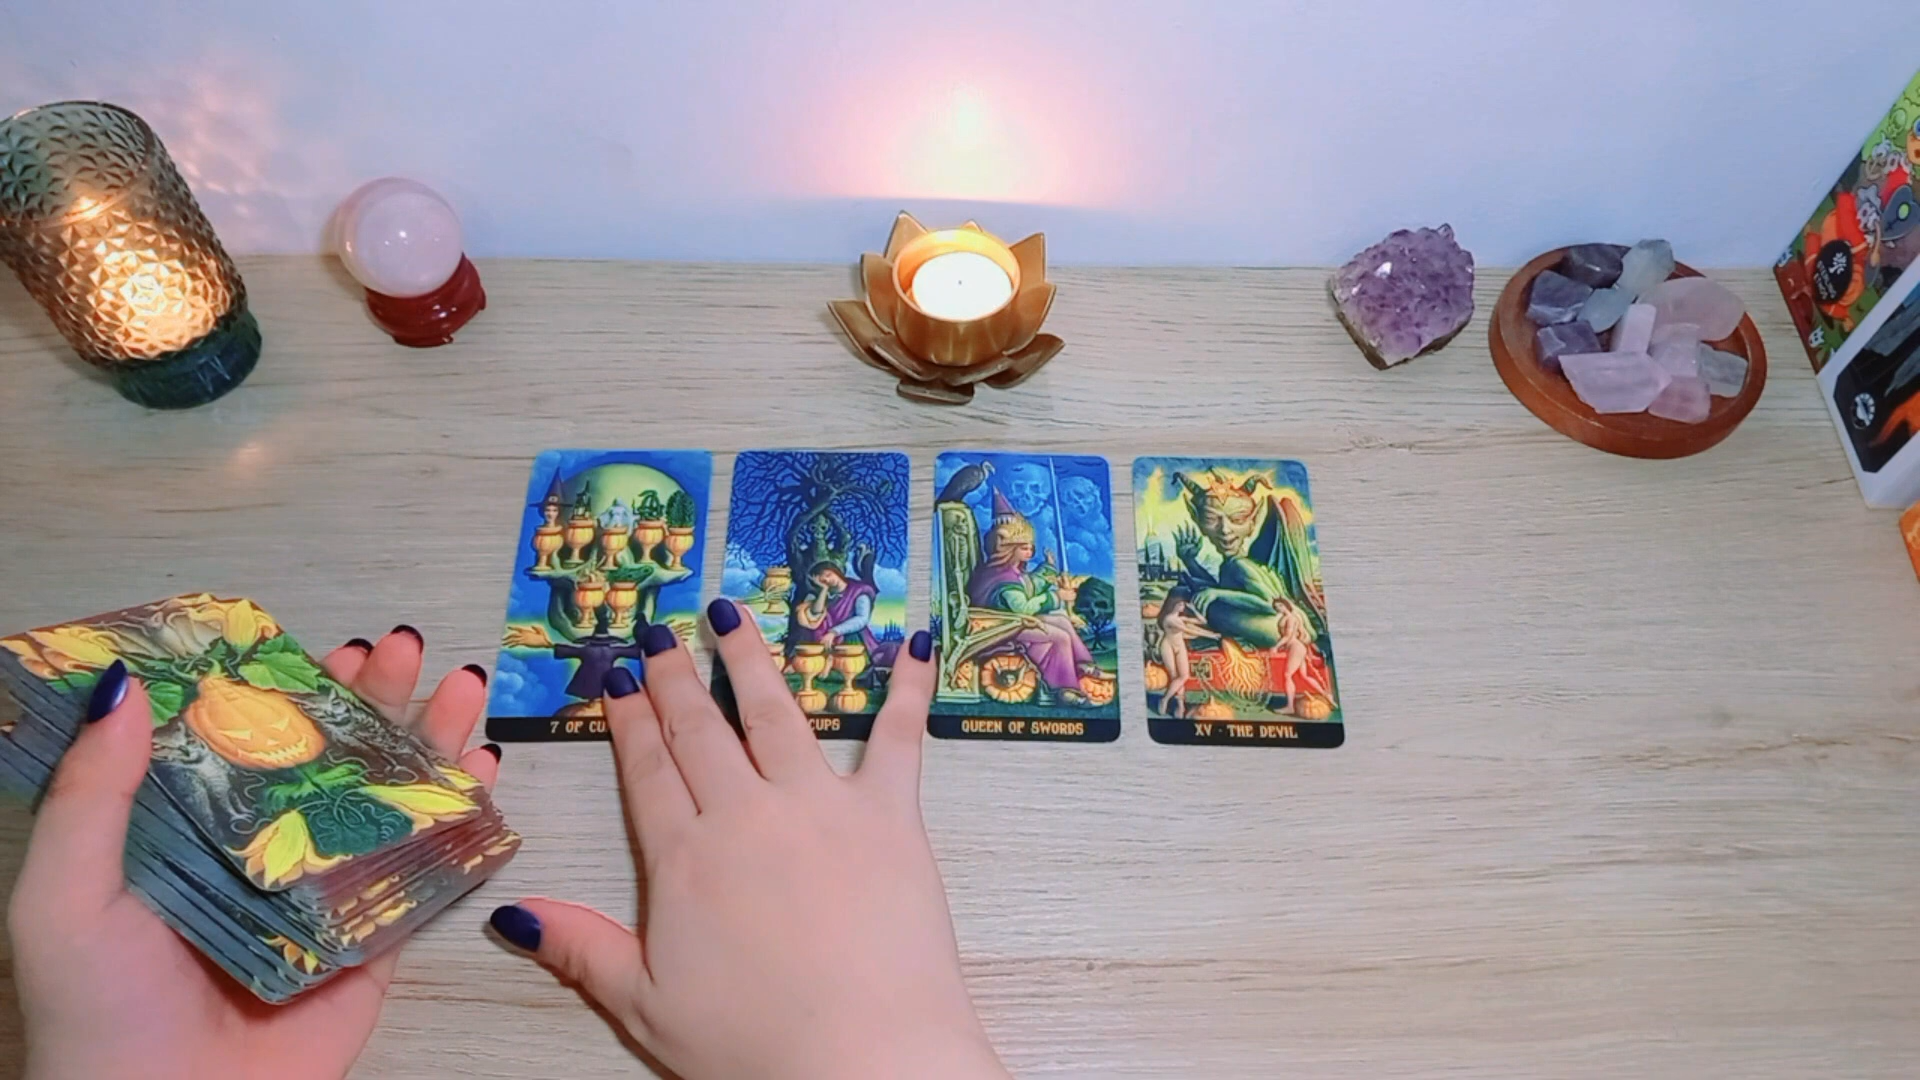 7 OF CU
CUPS
QUEEN OF SWORDS
XV · THE DEVIL